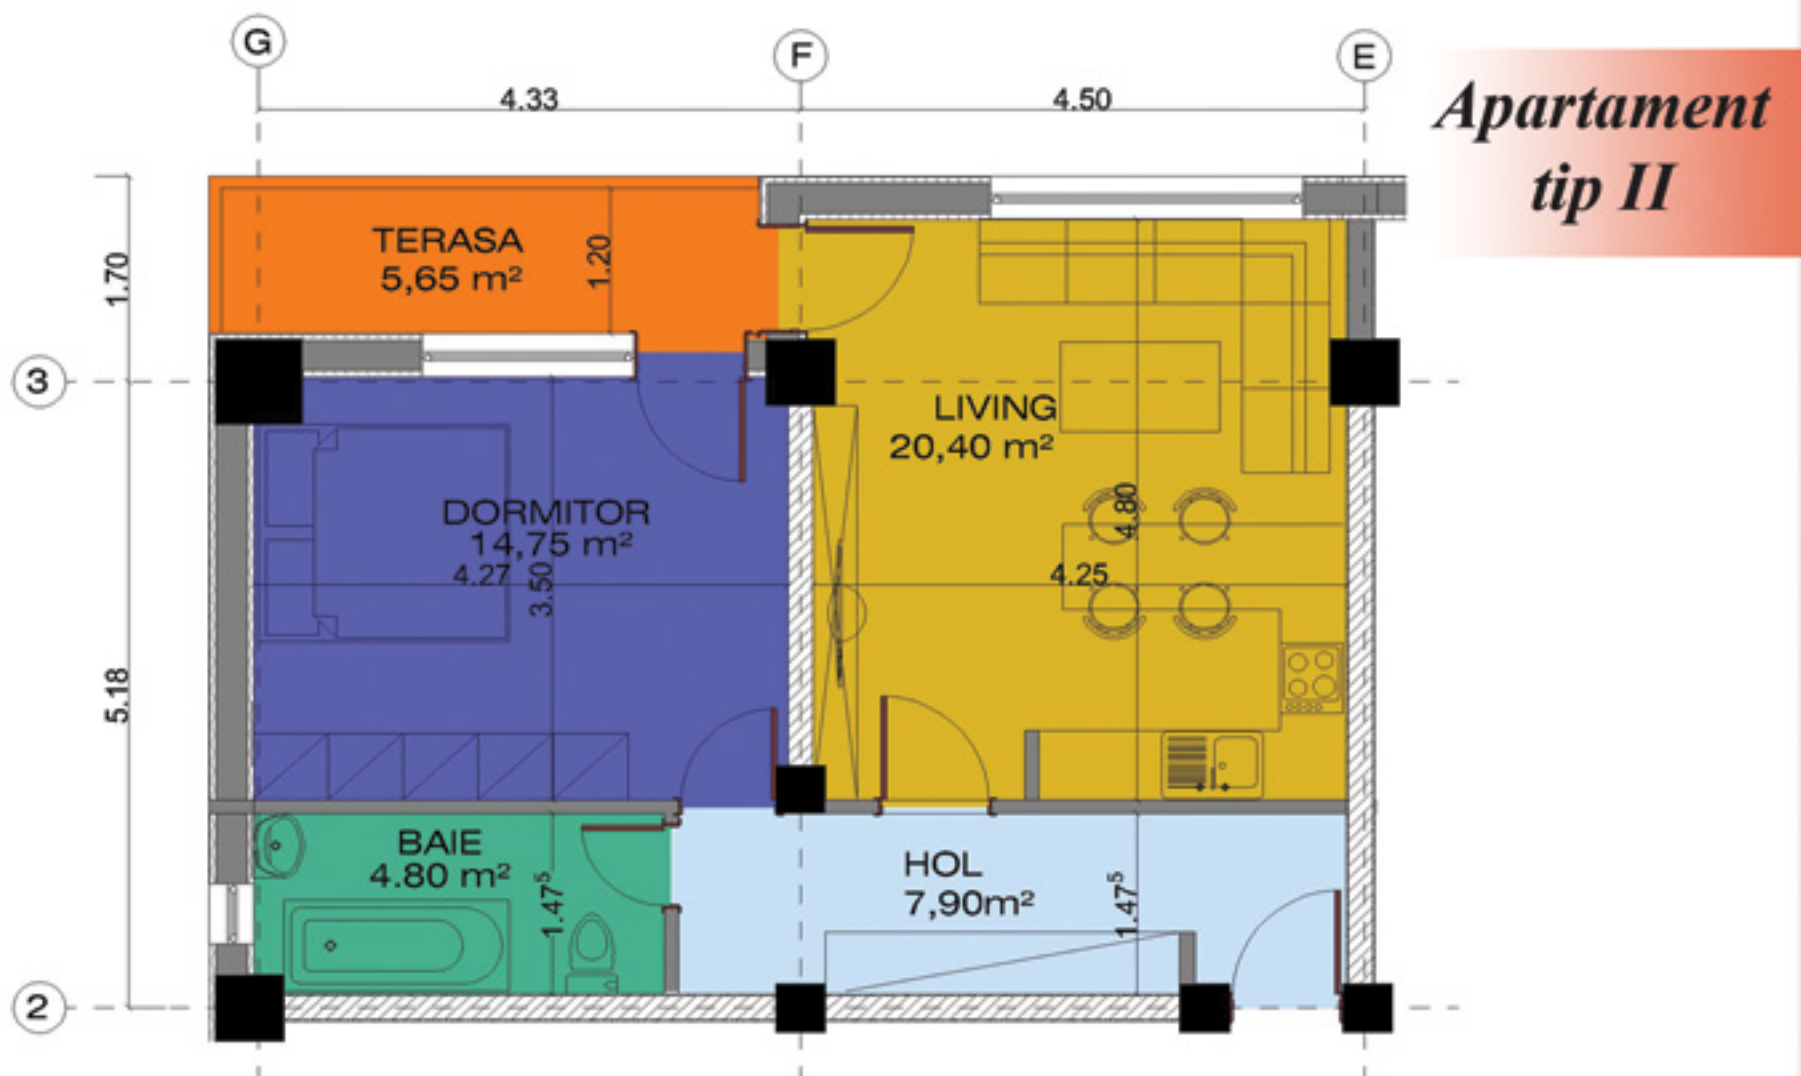 G
F
E
4.33
4.50
Apartament
tip II
1.70
TERASA
5,65 m²
1.20
3
LIVING
20,40 m²
DORMITOR
14,75 m²
4.27
3.50
4.80
4.25
5.18
BAIE
4.80 m²
1.47⁵
HOL
7,90m²
1.47⁵
2